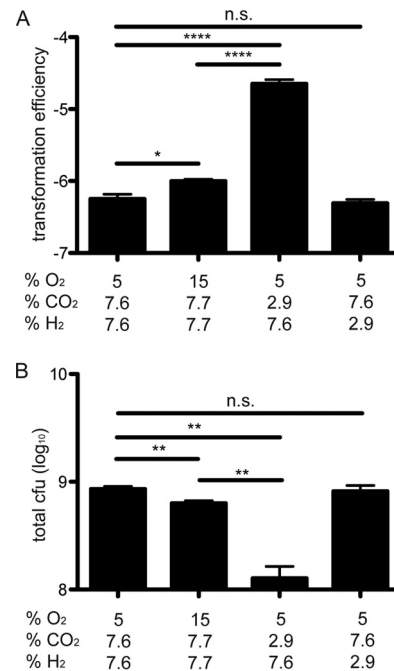 A
n.s.
****
****
*
-4
-5
-6
-7
transformation efficiency
% O₂ 5 15 5 5
% CO₂ 7.6 7.7 2.9 7.6
% H₂ 7.6 7.7 7.6 2.9
B
n.s.
**
**
**
10
9
8
total cfu (log₁₀)
% O₂ 5 15 5 5
% CO₂ 7.6 7.7 2.9 7.6
% H₂ 7.6 7.7 7.6 2.9